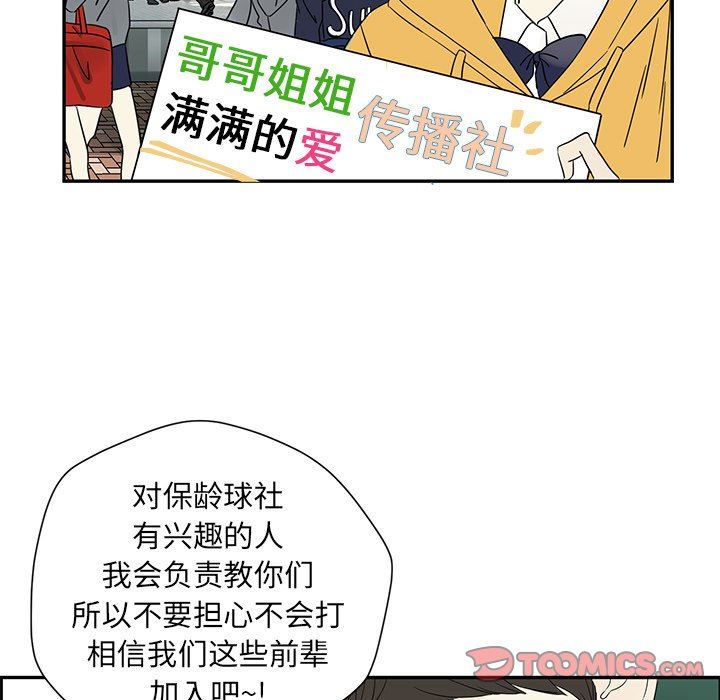 哥哥姐姐
满满的爱
传播社
对保龄球社
有兴趣的人
我会负责教你们
所以不要担心不会打
相信我们这些前辈
加入吧~!
READ ON
TOOMICS.COM